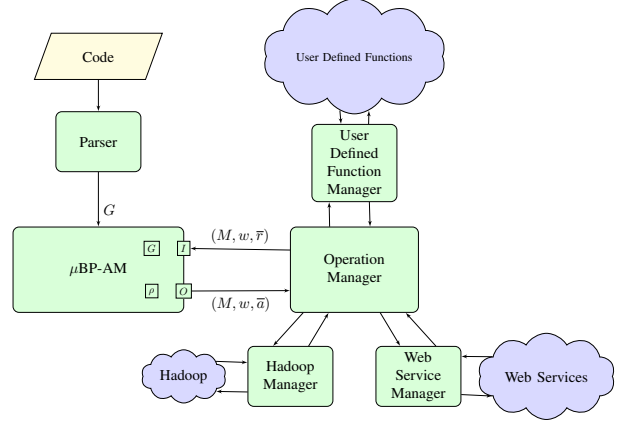 Code
User Defined Functions
Parser
User
Defined
Function
Manager
G
(M, w, r̅)
G
I
μBP-AM
Operation
Manager
ρ
O
(M, w, a̅)
Hadoop
Hadoop
Manager
Web
Service
Manager
Web Services